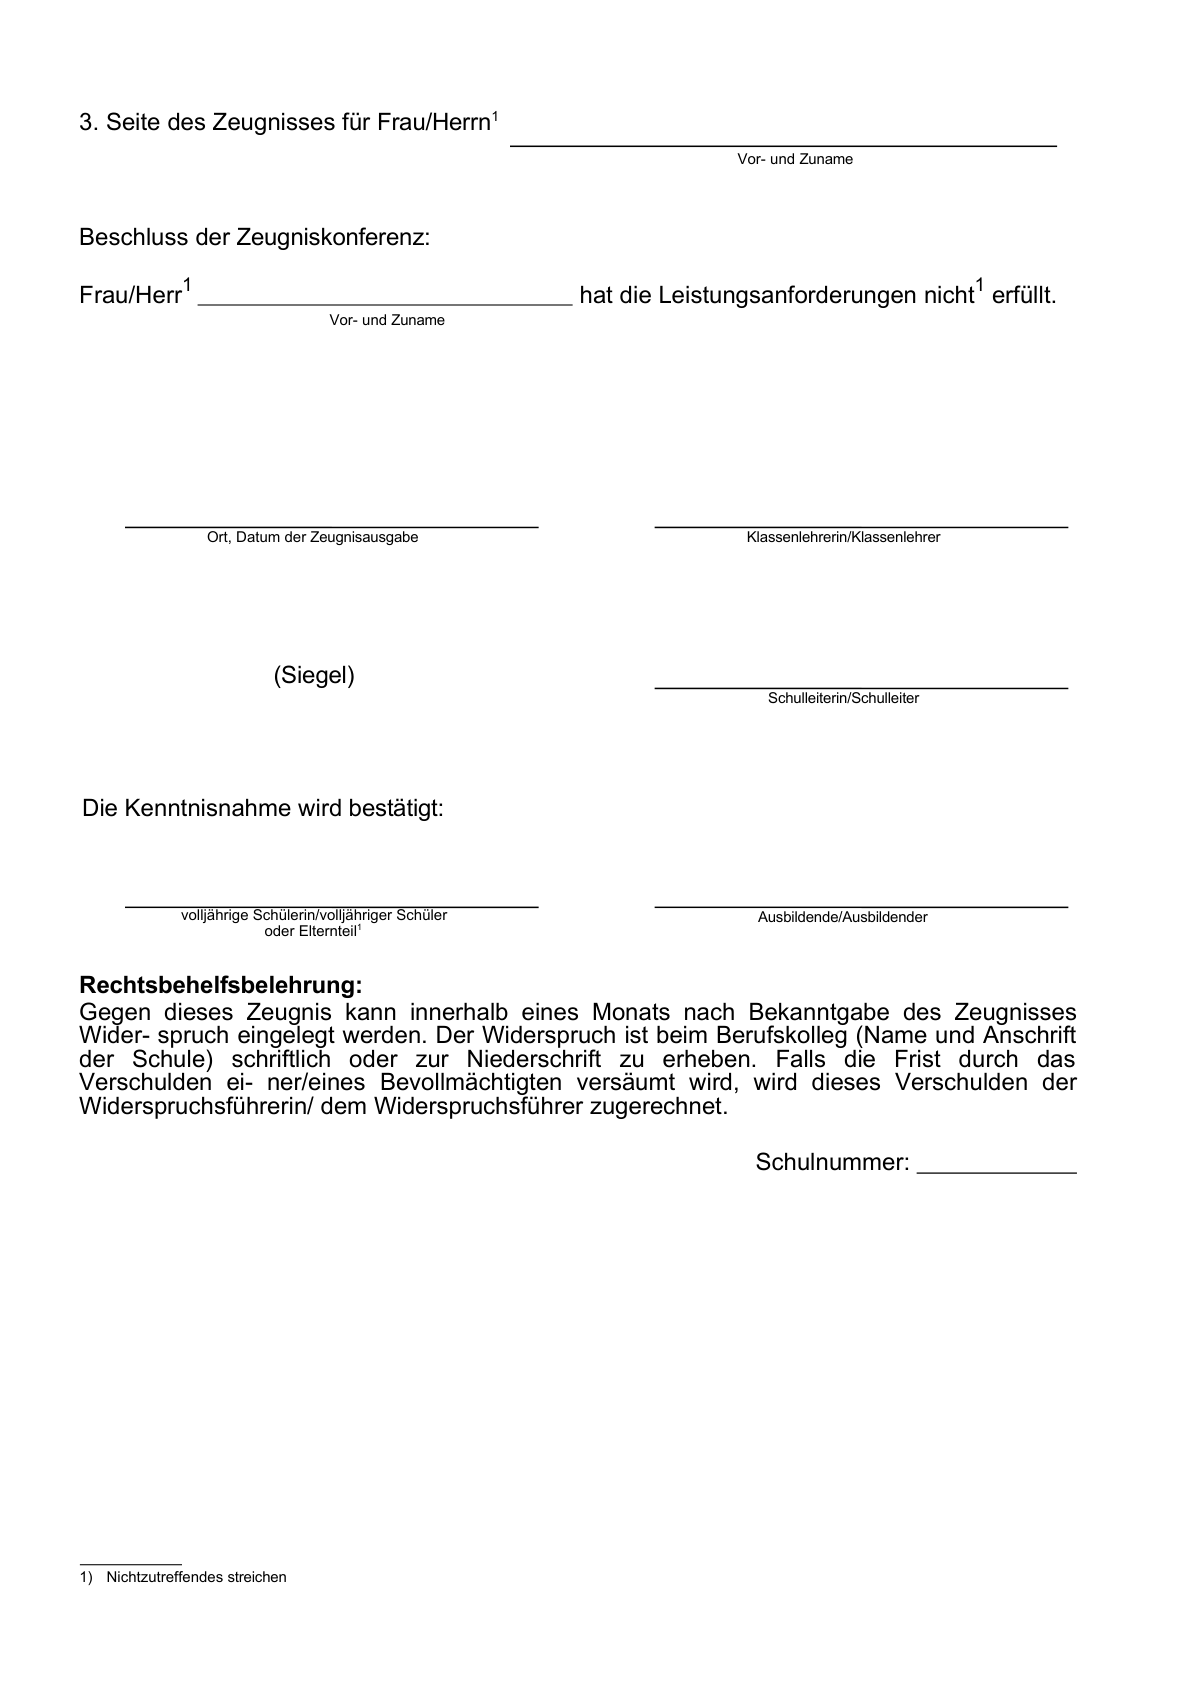 3. Seite des Zeugnisses für Frau/Herrn¹
Vor- und Zuname
Beschluss der Zeugniskonferenz:
Frau/Herr¹ ____________________________ hat die Leistungsanforderungen nicht¹ erfüllt.
Vor- und Zuname
Ort, Datum der Zeugnisausgabe Klassenlehrerin/Klassenlehrer
(Siegel)
Schulleiterin/Schulleiter
Die Kenntnisnahme wird bestätigt:
volljährige Schülerin/volljähriger Schüler Ausbildende/Ausbildender
oder Elternteil¹
Rechtsbehelfsbelehrung:
Gegen dieses Zeugnis kann innerhalb eines Monats nach Bekanntgabe des Zeugnisses
Wider- spruch eingelegt werden. Der Widerspruch ist beim Berufskolleg (Name und Anschrift
der Schule) schriftlich oder zur Niederschrift zu erheben. Falls die Frist durch das
Verschulden ei- ner/eines Bevollmächtigten versäumt wird, wird dieses Verschulden der
Widerspruchsführerin/ dem Widerspruchsführer zugerechnet.
Schulnummer: ____________
1) Nichtzutreffendes streichen